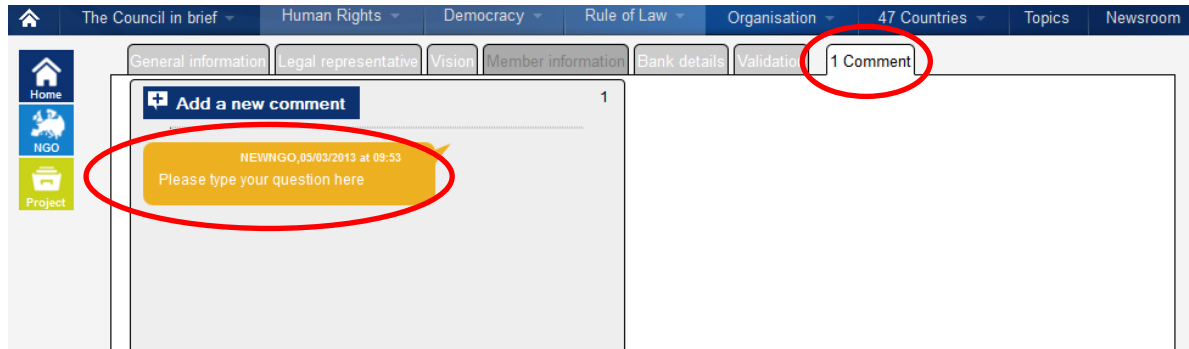 The Council in brief Human Rights Democracy Rule of Law Organisation 47 Countries Topics Newsroom
General information Legal representative Vision Member information Bank details Validation 1 Comment
Home
NGO
Project
Add a new comment 1
NEWNGO,05/03/2013 at 09:53
Please type your question here